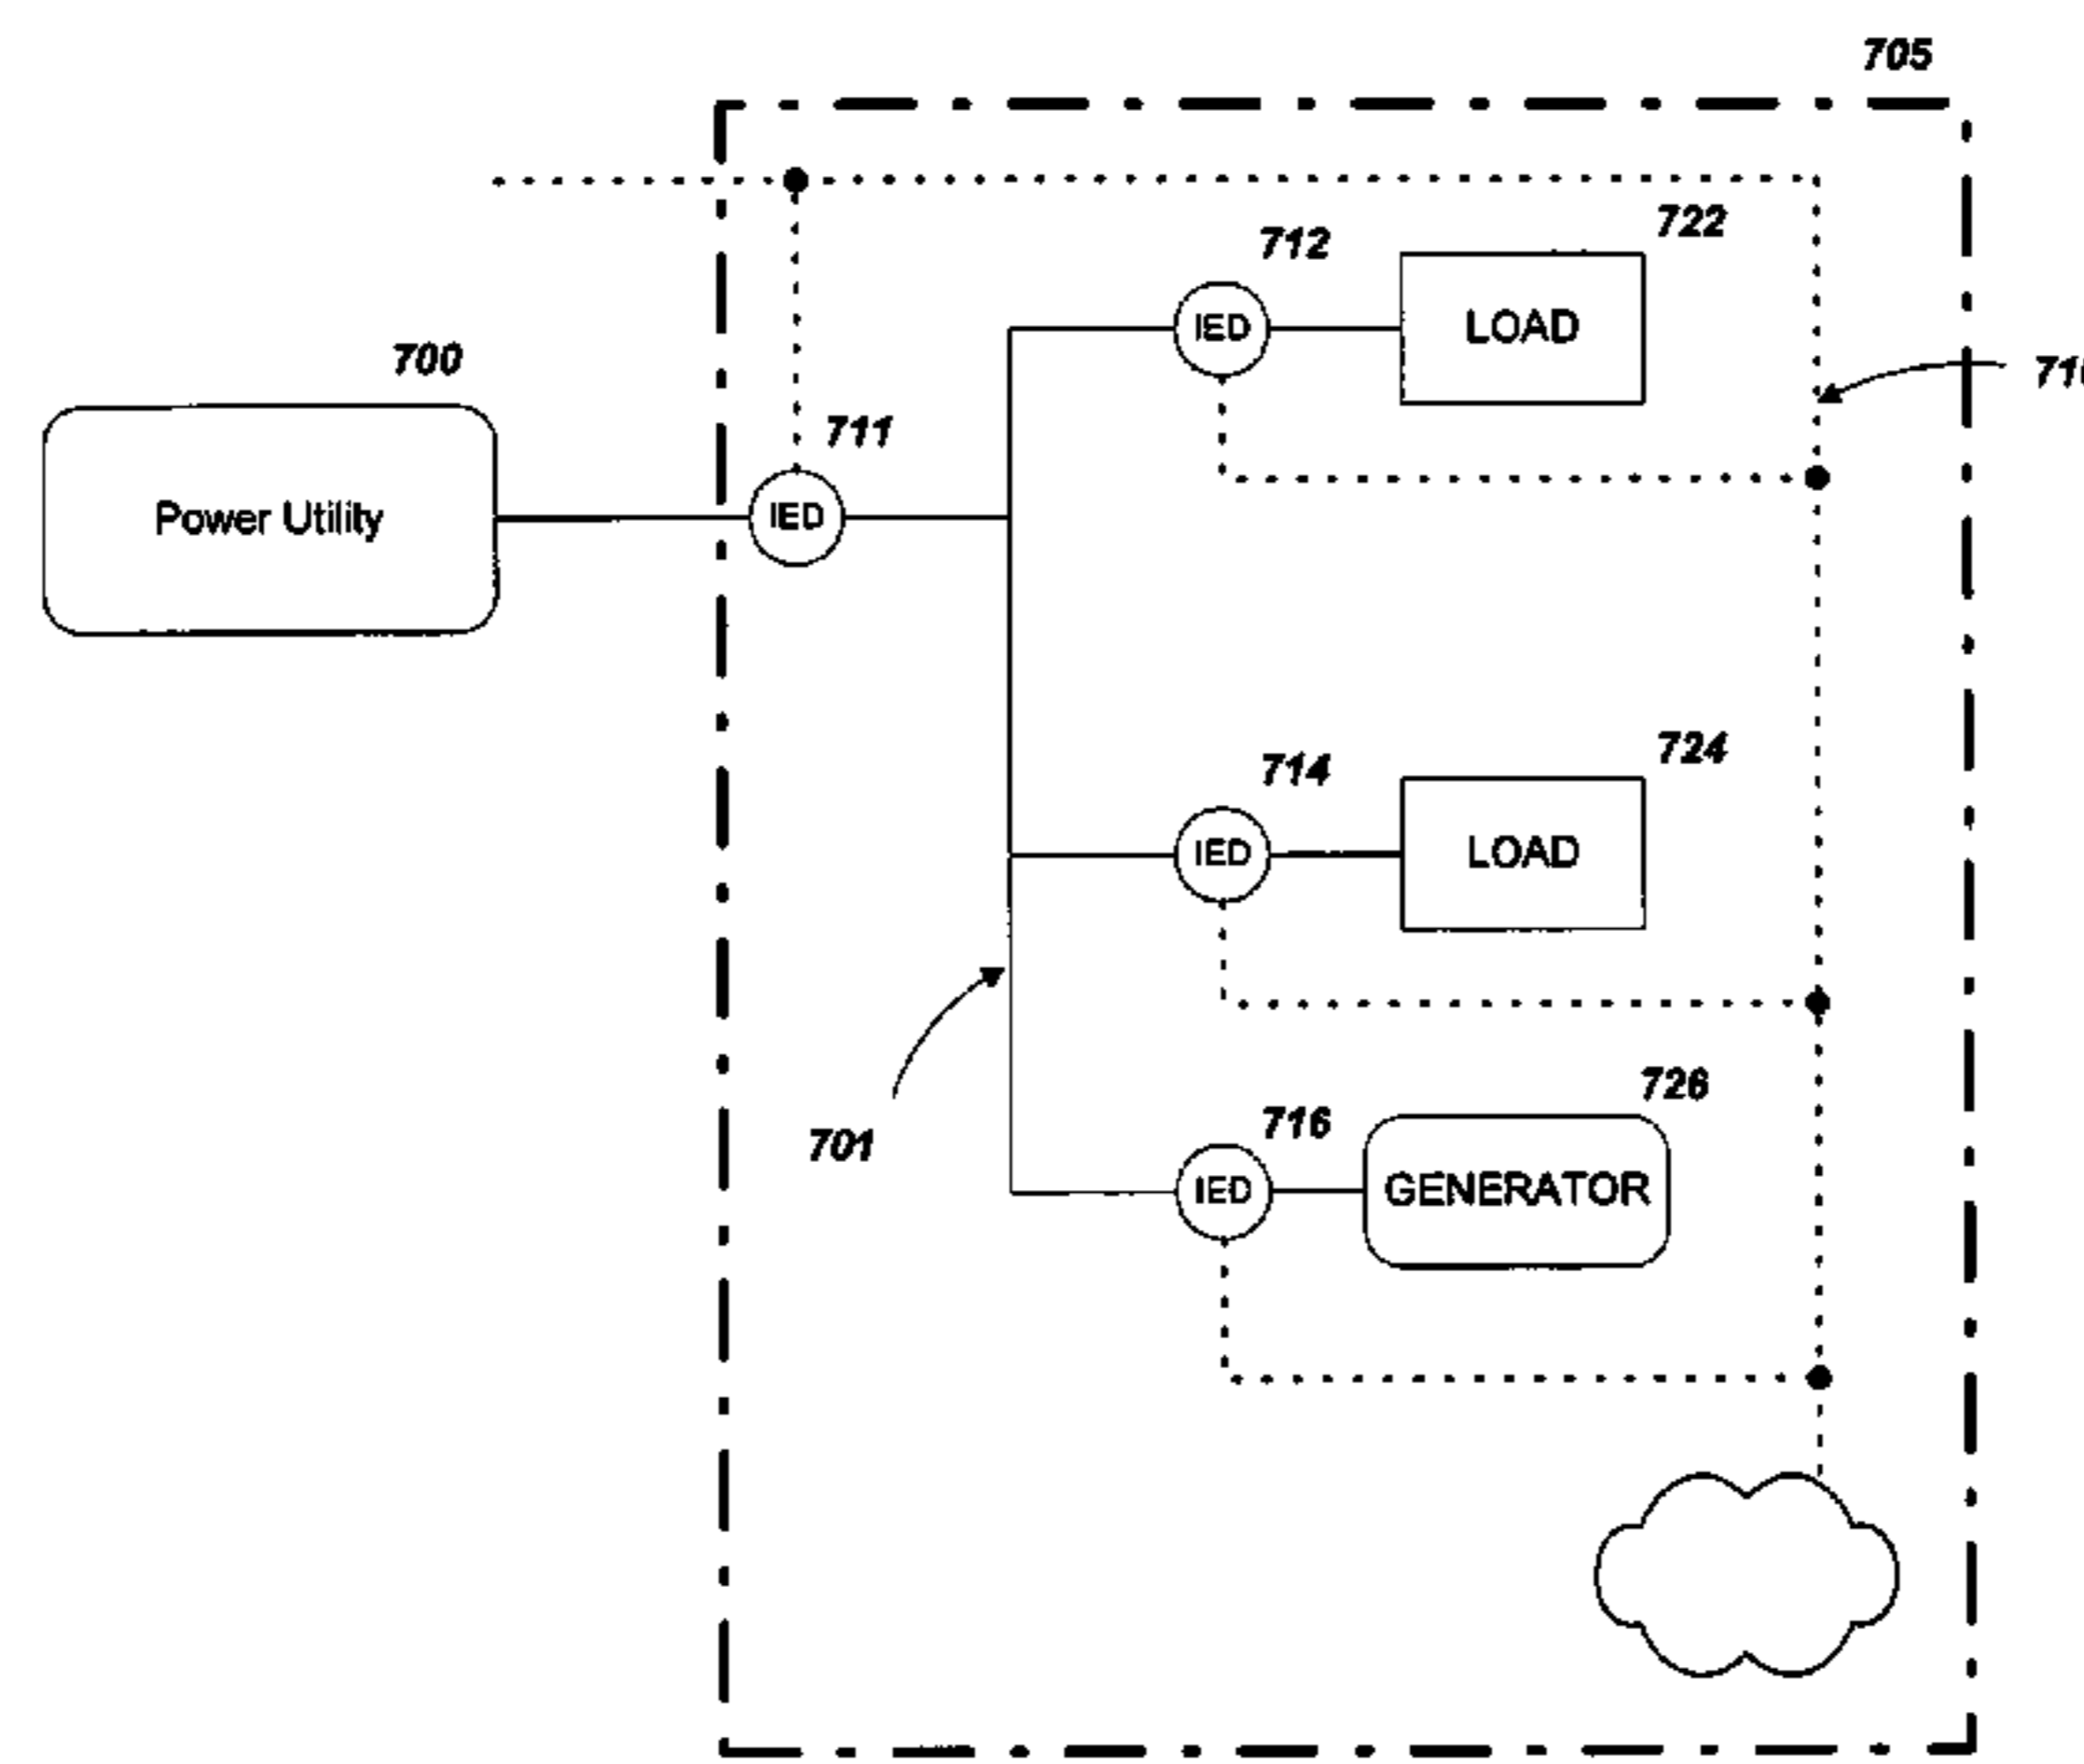 705
722
712
LOAD
IED
700
711
Power Utility
IED
724
714
LOAD
IED
726
716
701
GENERATOR
IED